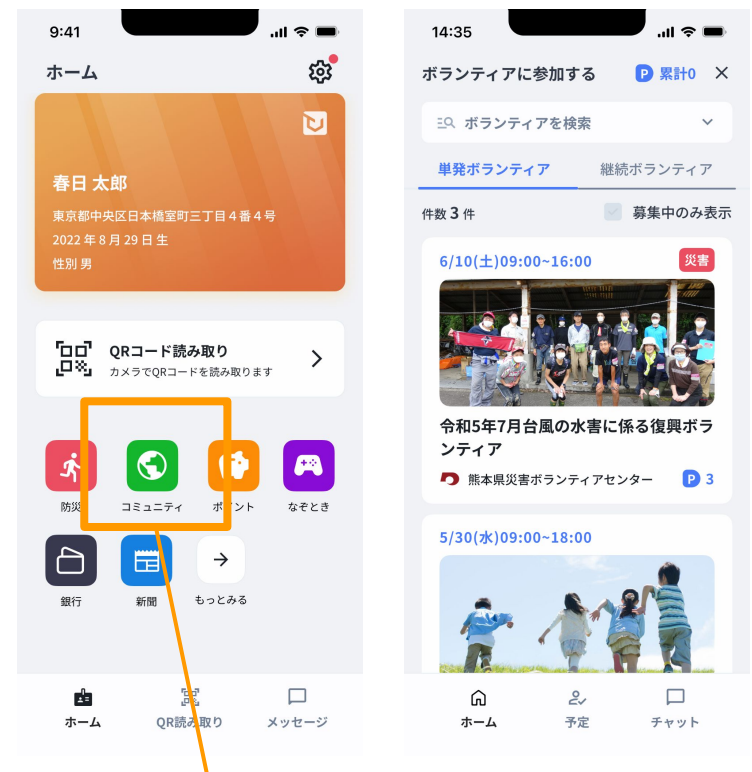 9:41
ホーム
春日 太郎
東京都中央区日本橋室町三丁目4番4号
2022 年 8 月 29 日 生
性別 男
QRコード読み取り
カメラでQRコードを読み取ります
防災
コミュニティ
ポイント
なぞとき
銀行
新聞
もっとみる
ホーム
QR読み取り
メッセージ
14:35
ボランティアに参加する
P 累計0
ボランティアを検索
単発ボランティア
継続ボランティア
件数 3 件
募集中のみ表示
6/10(土)09:00~16:00
災害
令和5年7月台風の水害に係る復興ボラ
ンティア
熊本県災害ボランティアセンター
P 3
5/30(水)09:00~18:00
ホーム
予定
チャット